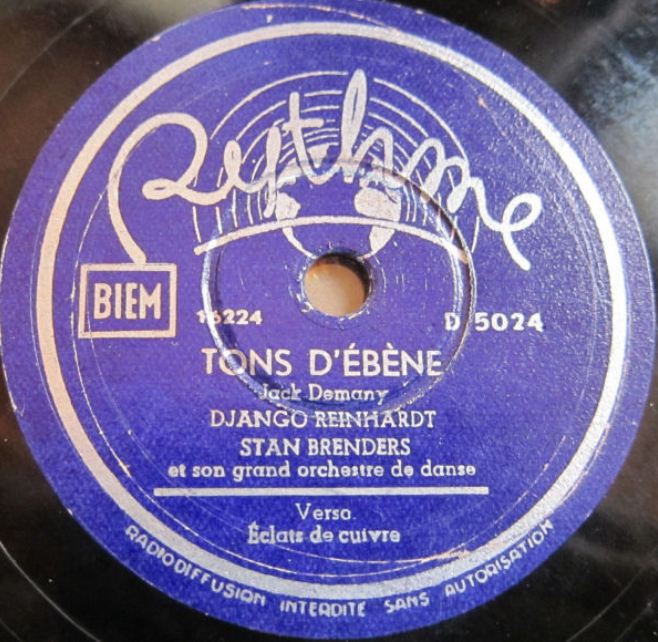 Rythme
BIEM
16224
D 5024
TONS D'ÉBÈNE
Jack Demany
DJANGO REINHARDT
STAN BRENDERS
et son grand orchestre de danse
Verso.
Éclats de cuivre
RADIODIFFUSION INTERDITE SANS AUTORISATION